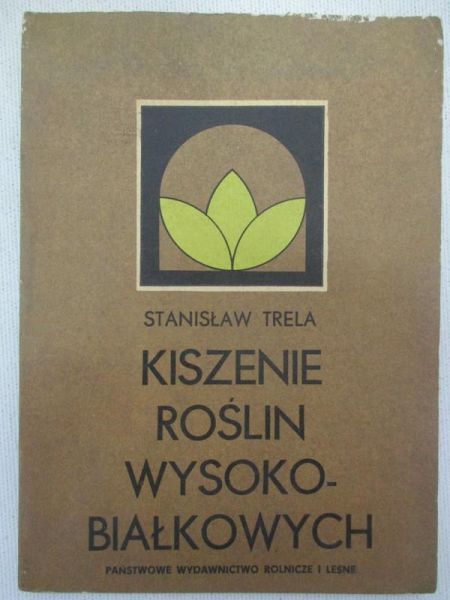 STANISŁAW TRELA
KISZENIE
ROŚLIN
WYSOKO-
BIAŁKOWYCH
PAŃSTWOWE WYDAWNICTWO ROLNICZE I LEŚNE